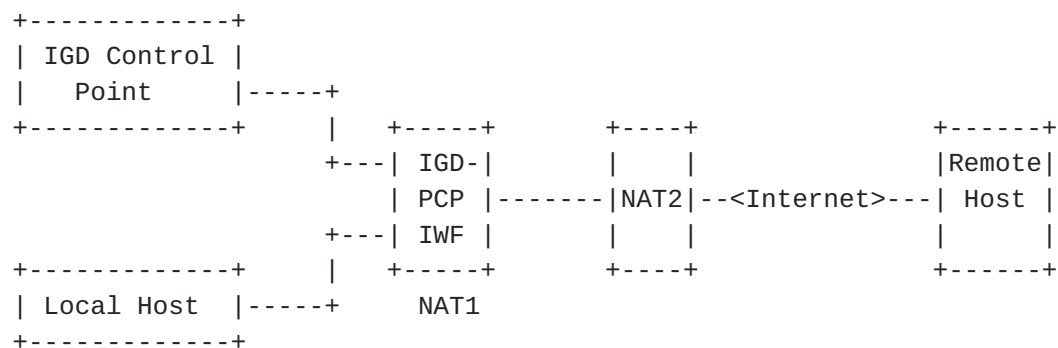 +-------------+
| IGD Control |
|   Point     |-----+
+-------------+     |   +-----+       +----+              +------+
                    +---| IGD-|       |    |              |Remote|
                        | PCP |-------|NAT2|--<Internet>---| Host |
                    +---| IWF |       |    |              |      |
+-------------+     |   +-----+       +----+              +------+
| Local Host  |-----+    NAT1
+-------------+